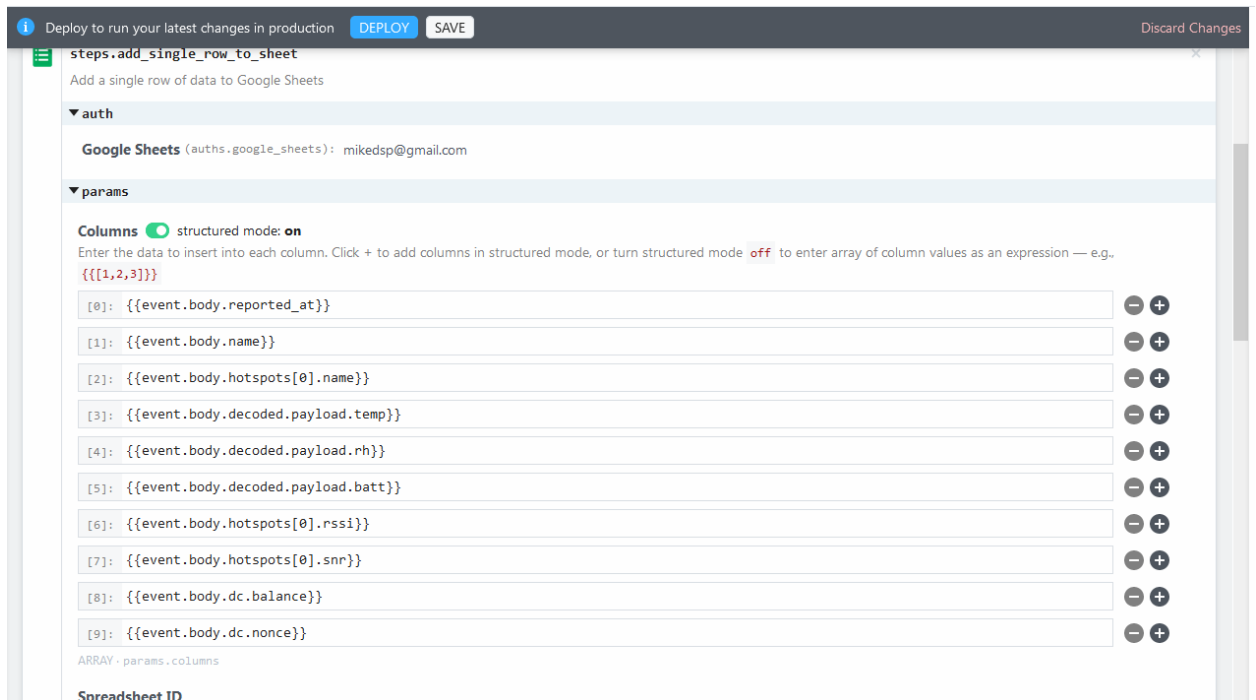 Deploy to run your latest changes in production DEPLOY SAVE Discard Changes
steps.add_single_row_to_sheet
Add a single row of data to Google Sheets
auth
Google Sheets (auths.google_sheets): mikedsp@gmail.com
params
Columns structured mode: on
Enter the data to insert into each column. Click + to add columns in structured mode, or turn structured mode off to enter array of column values as an expression — e.g.,
{{[1,2,3]}}
[0]: {{event.body.reported_at}}
[1]: {{event.body.name}}
[2]: {{event.body.hotspots[0].name}}
[3]: {{event.body.decoded.payload.temp}}
[4]: {{event.body.decoded.payload.rh}}
[5]: {{event.body.decoded.payload.batt}}
[6]: {{event.body.hotspots[0].rssi}}
[7]: {{event.body.hotspots[0].snr}}
[8]: {{event.body.dc.balance}}
[9]: {{event.body.dc.nonce}}
ARRAY · params.columns
Spreadsheet ID